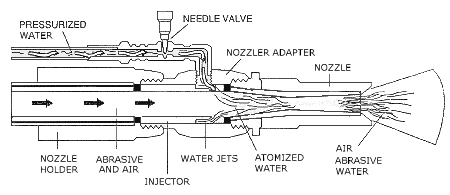 PRESSURIZED
WATER
NEEDLE VALVE
NOZZLER ADAPTER
NOZZLE
NOZZLE
HOLDER
ABRASIVE
AND AIR
INJECTOR
WATER JETS
ATOMIZED
WATER
AIR
ABRASIVE
WATER